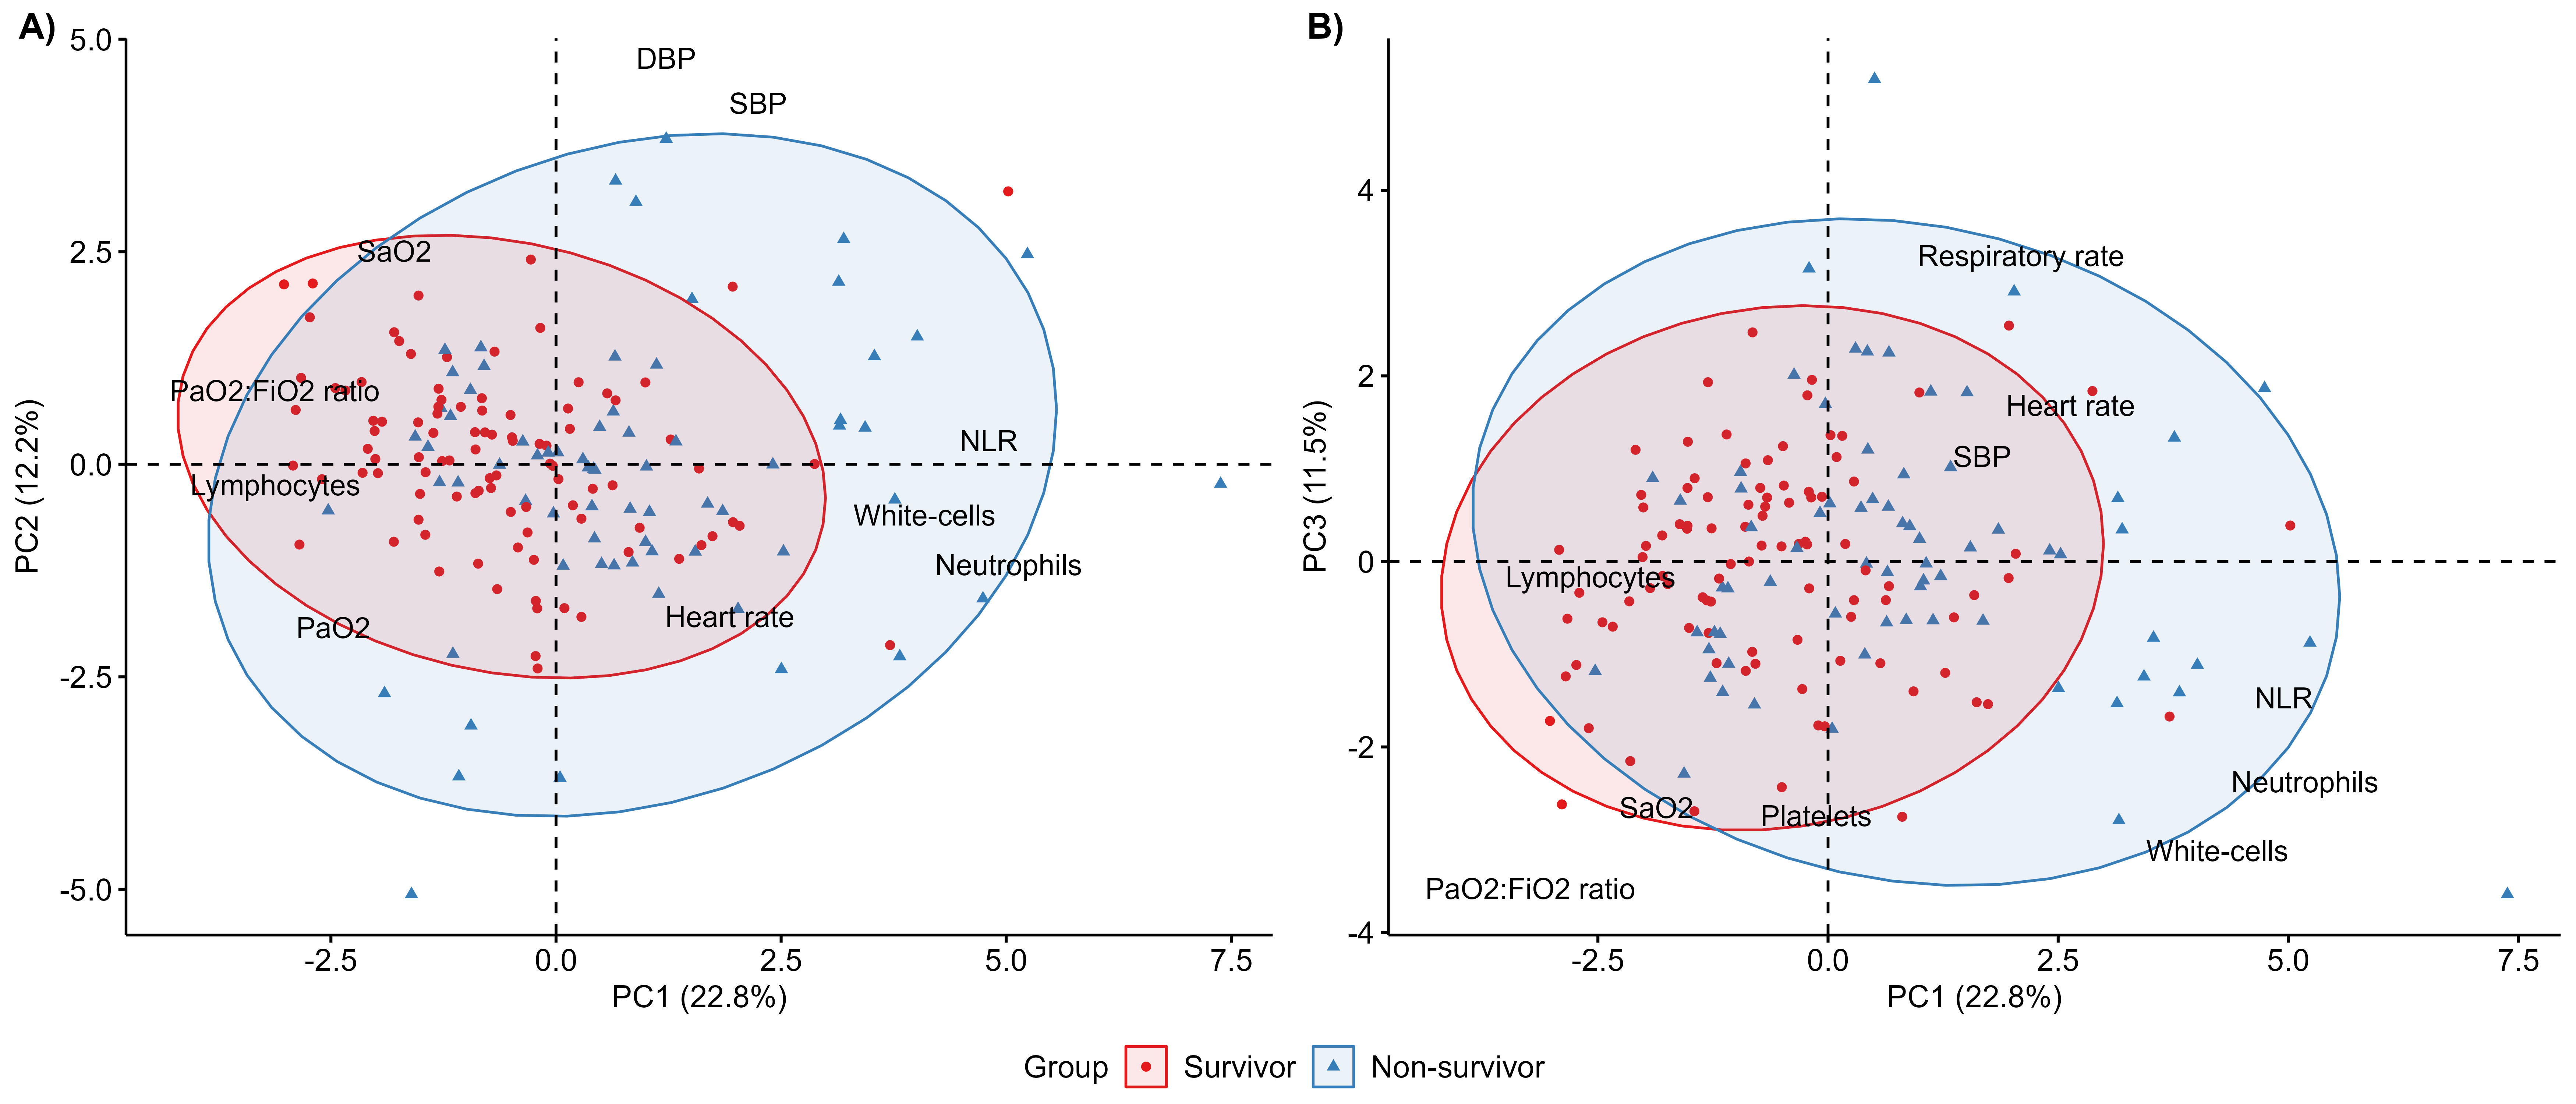 A)
5.0
2.5
0.0
-2.5
-5.0
PC2 (12.2%)
DBP
SBP
SaO2
PaO2:FiO2 ratio
NLR
Lymphocytes
White-cells
Neutrophils
Heart rate
PaO2
-2.5 0.0 2.5 5.0 7.5
PC1 (22.8%)
B)
4
2
0
-2
-4
PC3 (11.5%)
Respiratory rate
Heart rate
SBP
Lymphocytes
NLR
Neutrophils
SaO2
Platelets
White-cells
PaO2:FiO2 ratio
-2.5 0.0 2.5 5.0 7.5
PC1 (22.8%)
Group Survivor Non-survivor